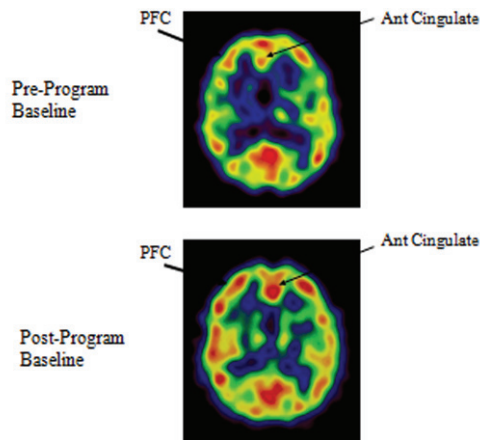 PFC
Ant Cingulate
Pre-Program
Baseline
PFC
Ant Cingulate
Post-Program
Baseline